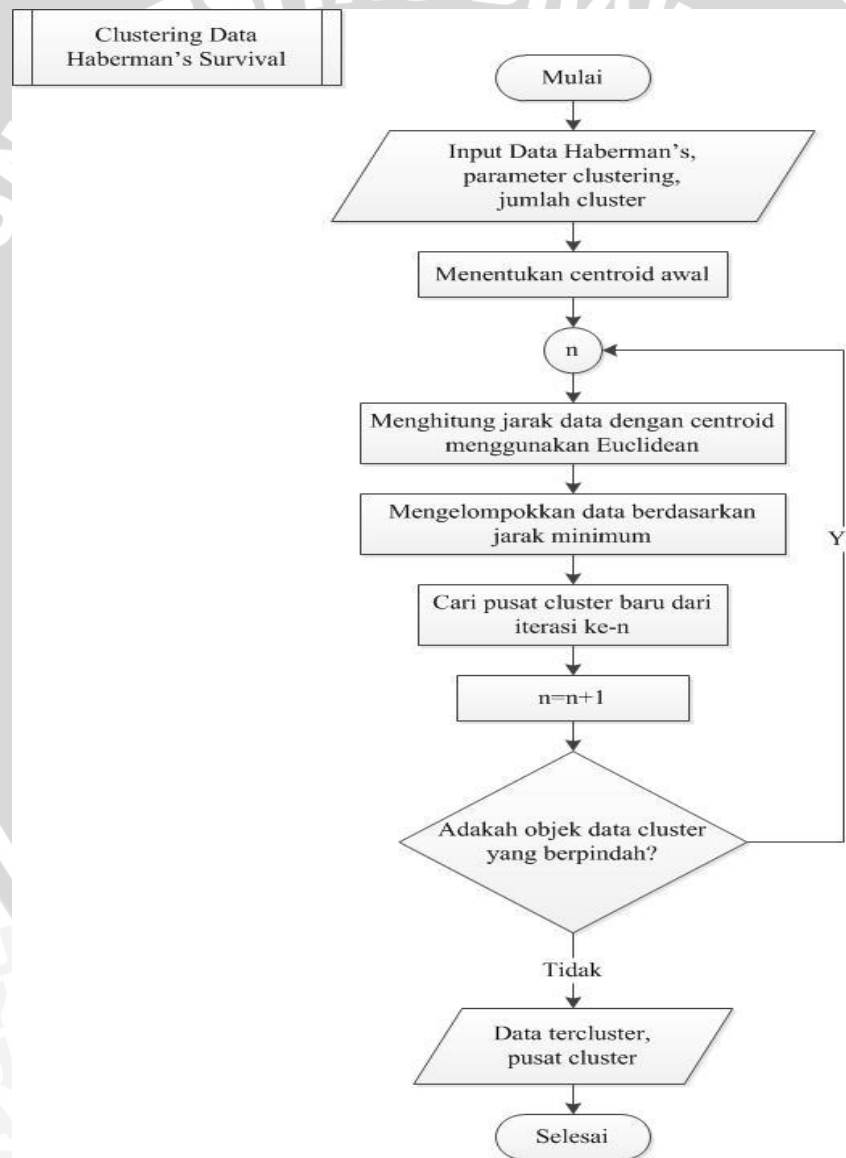 Clustering Data
Haberman's Survival
Mulai
Input Data Haberman's,
parameter clustering,
jumlah cluster
Menentukan centroid awal
n
Menghitung jarak data dengan centroid
menggunakan Euclidean
Mengelompokkan data berdasarkan
jarak minimum
Cari pusat cluster baru dari
iterasi ke-n
n=n+1
Adakah objek data cluster
yang berpindah?
Y
Tidak
Data tercluster,
pusat cluster
Selesai